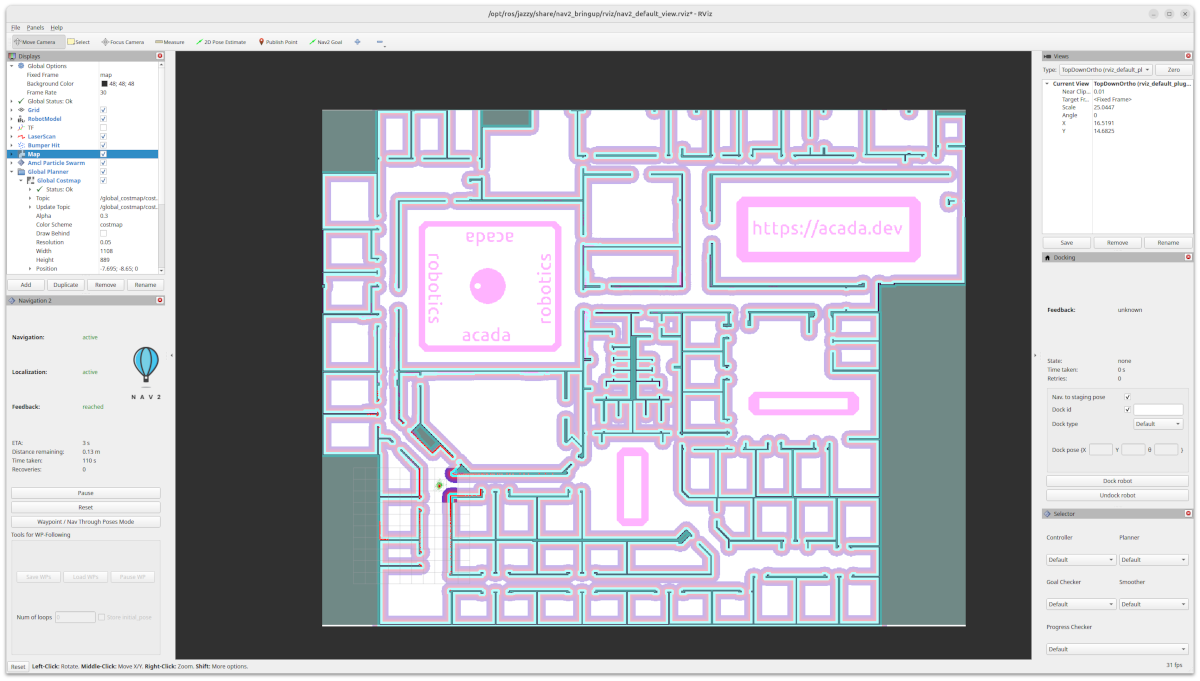 /opt/ros/jazzy/share/nav2_bringup/rviz/nav2_default_view.rviz* - RViz
File Panels Help
Move Camera Select Focus Camera Measure 2D Pose Estimate Publish Point Nav2 Goal
Displays
Global Options
Fixed Frame map
Background Color 48; 48; 48
Frame Rate 30
Global Status: Ok
Grid
RobotModel
TF
LaserScan
Bumper Hit
Map
Amcl Particle Swarm
Global Planner
Global Costmap
Status: Ok
Topic /global_costmap/cost...
Update Topic /global_costmap/cost...
Alpha 0.3
Color Scheme costmap
Draw Behind
Resolution 0.05
Width 1108
Height 889
Position -7.695; -8.65; 0
Add Duplicate Remove Rename
Navigation 2
Navigation: active
Localization: active
Feedback: reached
N A V 2
ETA: 3 s
Distance remaining: 0.13 m
Time taken: 110 s
Recoveries: 0
Pause
Reset
Waypoint / Nav Through Poses Mode
Tools for WP-Following
Save WPs Load WPs Pause WP
Num of loops 0 Store initial_pose
Reset Left-Click: Rotate. Middle-Click: Move X/Y. Right-Click: Zoom. Shift: More options.
acada
robotics
robotics
acada
https://acada.dev
Views
Type: TopDownOrtho (rviz_default_pl Zero
Current View TopDownOrtho (rviz_default_plug...
Near Clip... 0.01
Target Fr... <Fixed Frame>
Scale 25.0447
Angle 0
X 16.5191
Y 14.6825
Save Remove Rename
Docking
Feedback: unknown
State: none
Time taken: 0 s
Retries: 0
Nav. to staging pose
Dock id
Dock type Default
Dock pose (X Y θ )
Dock robot
Undock robot
Selector
Controller Planner
Default Default
Goal Checker Smoother
Default Default
Progress Checker
Default
31 fps